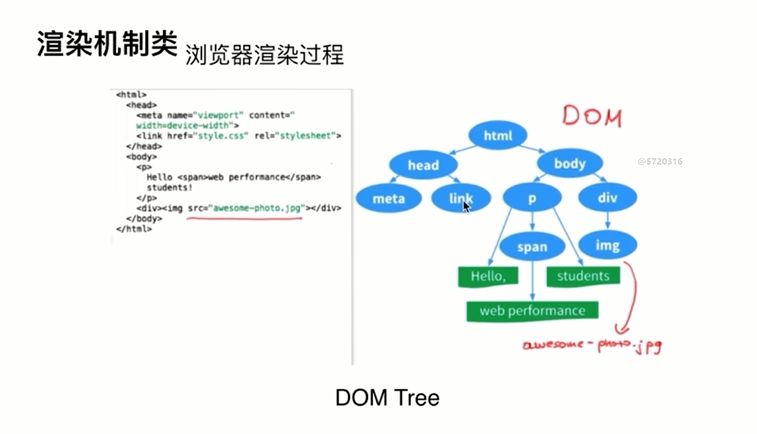 渲染机制类 浏览器渲染过程
<html>
<head>
<meta name="viewport" content="
width=device-width">
<link href="style.css" rel="stylesheet">
</head>
<body>
<p>
Hello <span>web performance</span>
students!
</p>
<div><img src="awesome-photo.jpg"></div>
</body>
</html>
DOM
@5720316
html
head
body
meta
link
p
div
span
img
Hello,
students
web performance
awesome-photo.jpg
DOM Tree